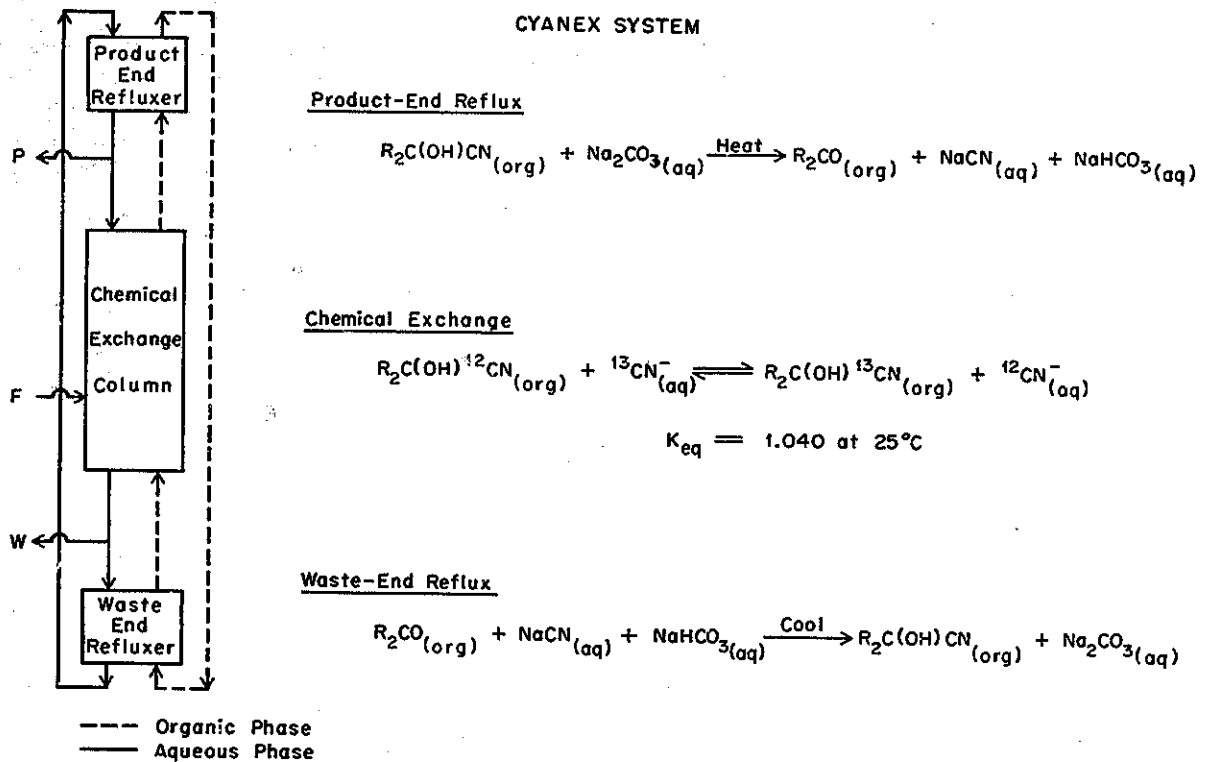 CYANEX SYSTEM
Product
End
Refluxer
P
Chemical
Exchange
Column
F
W
Waste
End
Refluxer
Organic Phase
Aqueous Phase
Product-End Reflux
R₂C(OH)CN(org) + Na₂CO₃(aq) Heat→ R₂CO(org) + NaCN(aq) + NaHCO₃(aq)
Chemical Exchange
R₂C(OH)¹²CN(org) + ¹³CN⁻(aq) ⇌ R₂C(OH)¹³CN(org) + ¹²CN⁻(aq)
Keq = 1.040 at 25°C
Waste-End Reflux
R₂CO(org) + NaCN(aq) + NaHCO₃(aq) Cool→ R₂C(OH)CN(org) + Na₂CO₃(aq)